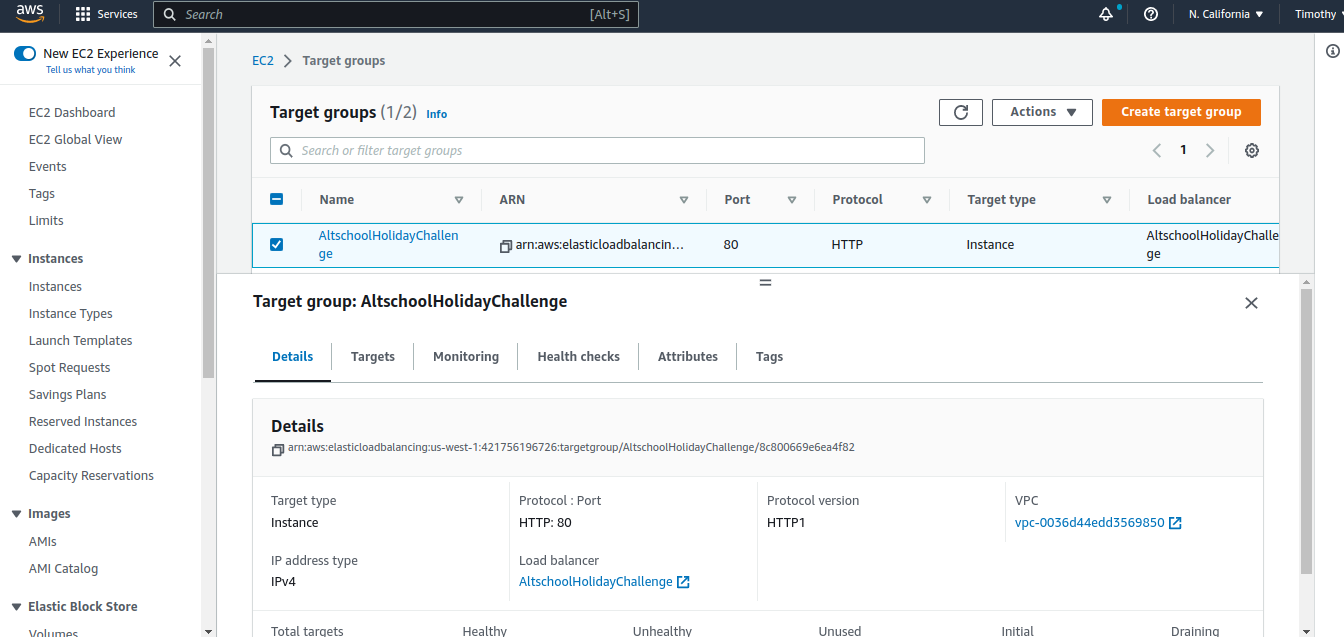 aws
Services
Search
[Alt+S]
N. California
Timothy
New EC2 Experience
Tell us what you think
EC2 Dashboard
EC2 Global View
Events
Tags
Limits
Instances
Instances
Instance Types
Launch Templates
Spot Requests
Savings Plans
Reserved Instances
Dedicated Hosts
Capacity Reservations
Images
AMIs
AMI Catalog
Elastic Block Store
Volumes
EC2 > Target groups
Target groups (1/2) Info
Actions
Create target group
Search or filter target groups
1
Name ARN Port Protocol Target type Load balancer
AltschoolHolidayChallen
ge
arn:aws:elasticloadbalancin...
80
HTTP
Instance
AltschoolHolidayChalle
ge
Target group: AltschoolHolidayChallenge
Details Targets Monitoring Health checks Attributes Tags
Details
arn:aws:elasticloadbalancing:us-west-1:421756196726:targetgroup/AltschoolHolidayChallenge/8c800669e6ea4f82
Target type
Instance
Protocol : Port
HTTP: 80
Protocol version
HTTP1
VPC
vpc-0036d44edd3569850
IP address type
IPv4
Load balancer
AltschoolHolidayChallenge
Total targets Healthy Unhealthy Unused Initial Draining